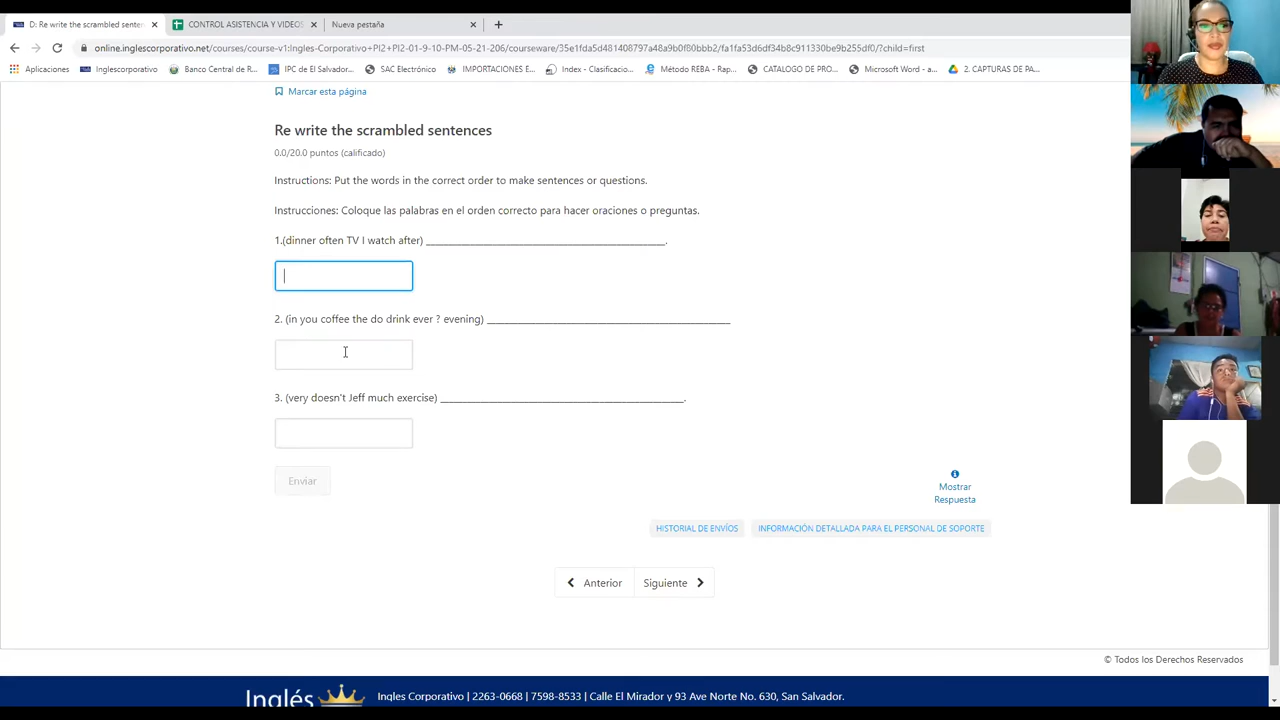 D: Re write the scrambled senten
CONTROL ASISTENCIA Y VIDEOS
Nueva pestaña
online.inglescorporativo.net/courses/course-v1:Ingles-Corporativo+PI2+PI2-01-9-10-PM-05-21-206/courseware/35e1fda5d481408797a48a9b0f80bbb2/fa1fa53d6df34b8c911330be9b255df0/?child=first
Aplicaciones
Inglescorporativo
Banco Central de R...
IPC de El Salvador...
SAC Electrónico
IMPORTACIONES E...
Index - Clasificacio...
Método REBA - Rap...
CATALOGO DE PRO...
Microsoft Word - a...
2. CAPTURAS DE PA...
Marcar esta página
Re write the scrambled sentences
0.0/20.0 puntos (calificado)
Instructions: Put the words in the correct order to make sentences or questions.
Instrucciones: Coloque las palabras en el orden correcto para hacer oraciones o preguntas.
1.(dinner often TV I watch after) ________________________________________.
2. (in you coffee the do drink ever ? evening) ________________________________________
3. (very doesn't Jeff much exercise) ________________________________________.
Enviar
Mostrar
Respuesta
HISTORIAL DE ENVÍOS
INFORMACIÓN DETALLADA PARA EL PERSONAL DE SOPORTE
Anterior
Siguiente
© Todos los Derechos Reservados
Inglés
Ingles Corporativo | 2263-0668 | 7598-8533 | Calle El Mirador y 93 Ave Norte No. 630, San Salvador.